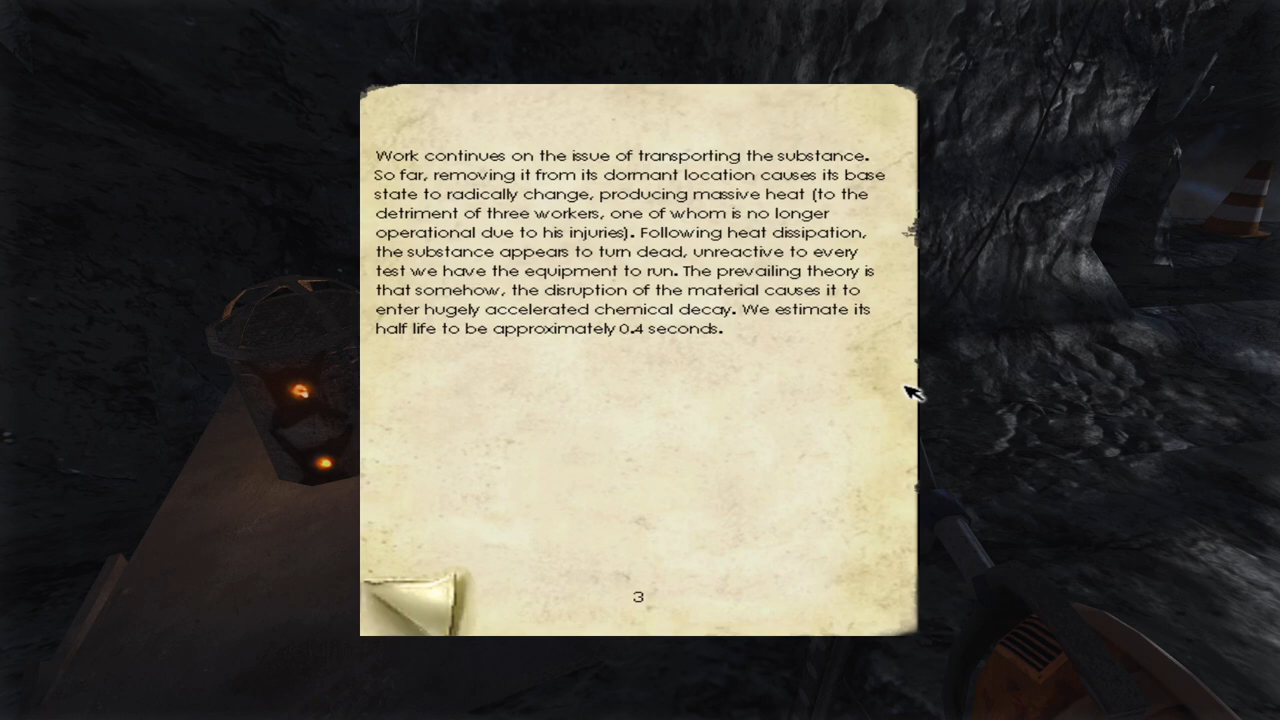 Work continues on the issue of transporting the substance.
So far, removing it from its dormant location causes its base
state to radically change, producing massive heat (to the
detriment of three workers, one of whom is no longer
operational due to his injuries). Following heat dissipation,
the substance appears to turn dead, unreactive to every
test we have the equipment to run. The prevailing theory is
that somehow, the disruption of the material causes it to
enter hugely accelerated chemical decay. We estimate its
half life to be approximately 0.4 seconds.
3